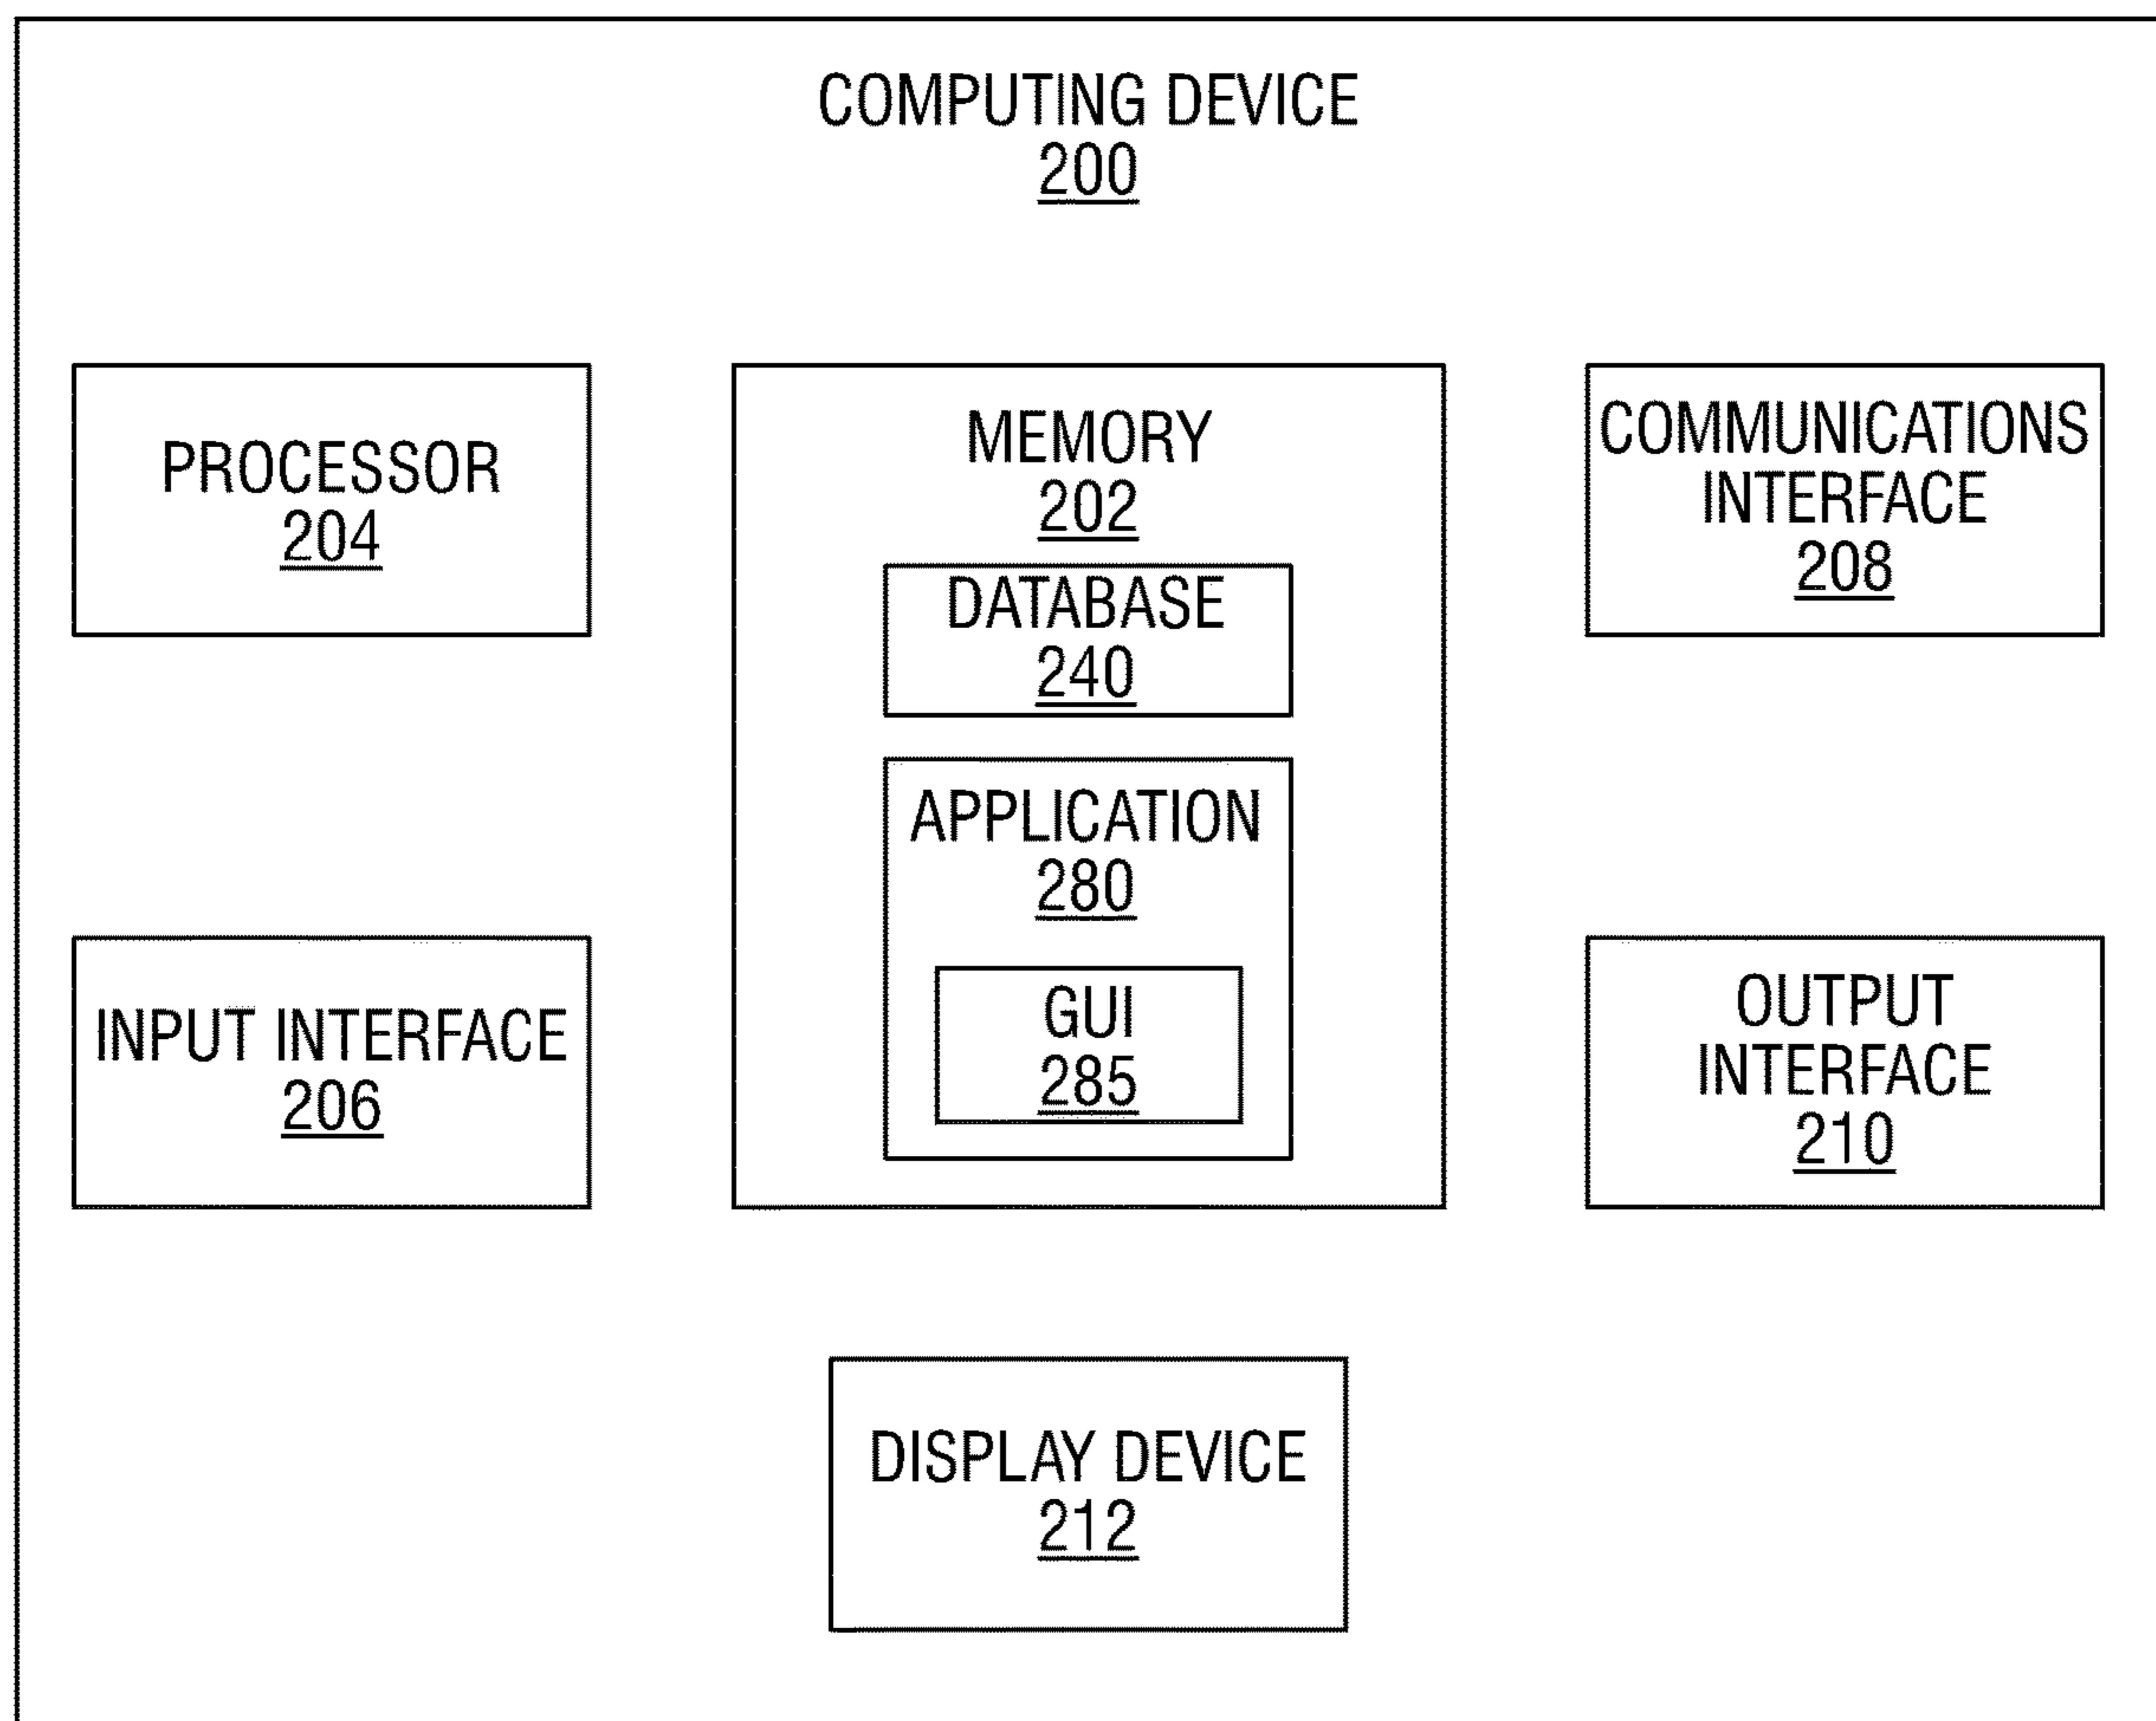 COMPUTING DEVICE
200
PROCESSOR
204
MEMORY
202
DATABASE
240
APPLICATION
280
GUI
285
COMMUNICATIONS
INTERFACE
208
INPUT INTERFACE
206
OUTPUT
INTERFACE
210
DISPLAY DEVICE
212